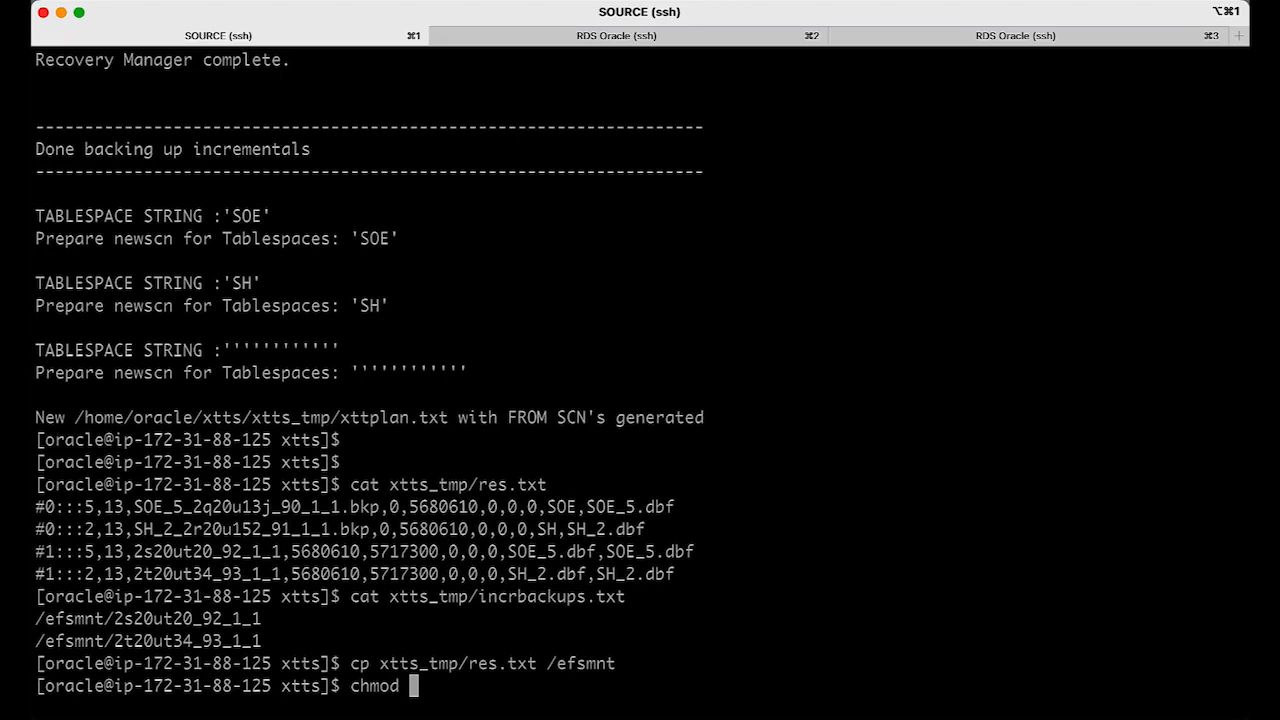 SOURCE (ssh)
⌥⌘1
SOURCE (ssh) ⌘1 RDS Oracle (ssh) ⌘2 RDS Oracle (ssh) ⌘3 +
Recovery Manager complete.
--------------------------------------------------------------------
Done backing up incrementals
--------------------------------------------------------------------
TABLESPACE STRING :'SOE'
Prepare newscn for Tablespaces: 'SOE'
TABLESPACE STRING :'SH'
Prepare newscn for Tablespaces: 'SH'
TABLESPACE STRING :''''''''''''
Prepare newscn for Tablespaces: ''''''''''''
New /home/oracle/xtts/xtts_tmp/xttplan.txt with FROM SCN's generated
[oracle@ip-172-31-88-125 xtts]$
[oracle@ip-172-31-88-125 xtts]$
[oracle@ip-172-31-88-125 xtts]$ cat xtts_tmp/res.txt
#0:::5,13,SOE_5_2q20u13j_90_1_1.bkp,0,5680610,0,0,0,SOE,SOE_5.dbf
#0:::2,13,SH_2_2r20u152_91_1_1.bkp,0,5680610,0,0,0,SH,SH_2.dbf
#1:::5,13,2s20ut20_92_1_1,5680610,5717300,0,0,0,SOE_5.dbf,SOE_5.dbf
#1:::2,13,2t20ut34_93_1_1,5680610,5717300,0,0,0,SH_2.dbf,SH_2.dbf
[oracle@ip-172-31-88-125 xtts]$ cat xtts_tmp/incrbackups.txt
/efsmnt/2s20ut20_92_1_1
/efsmnt/2t20ut34_93_1_1
[oracle@ip-172-31-88-125 xtts]$ cp xtts_tmp/res.txt /efsmnt
[oracle@ip-172-31-88-125 xtts]$ chmod